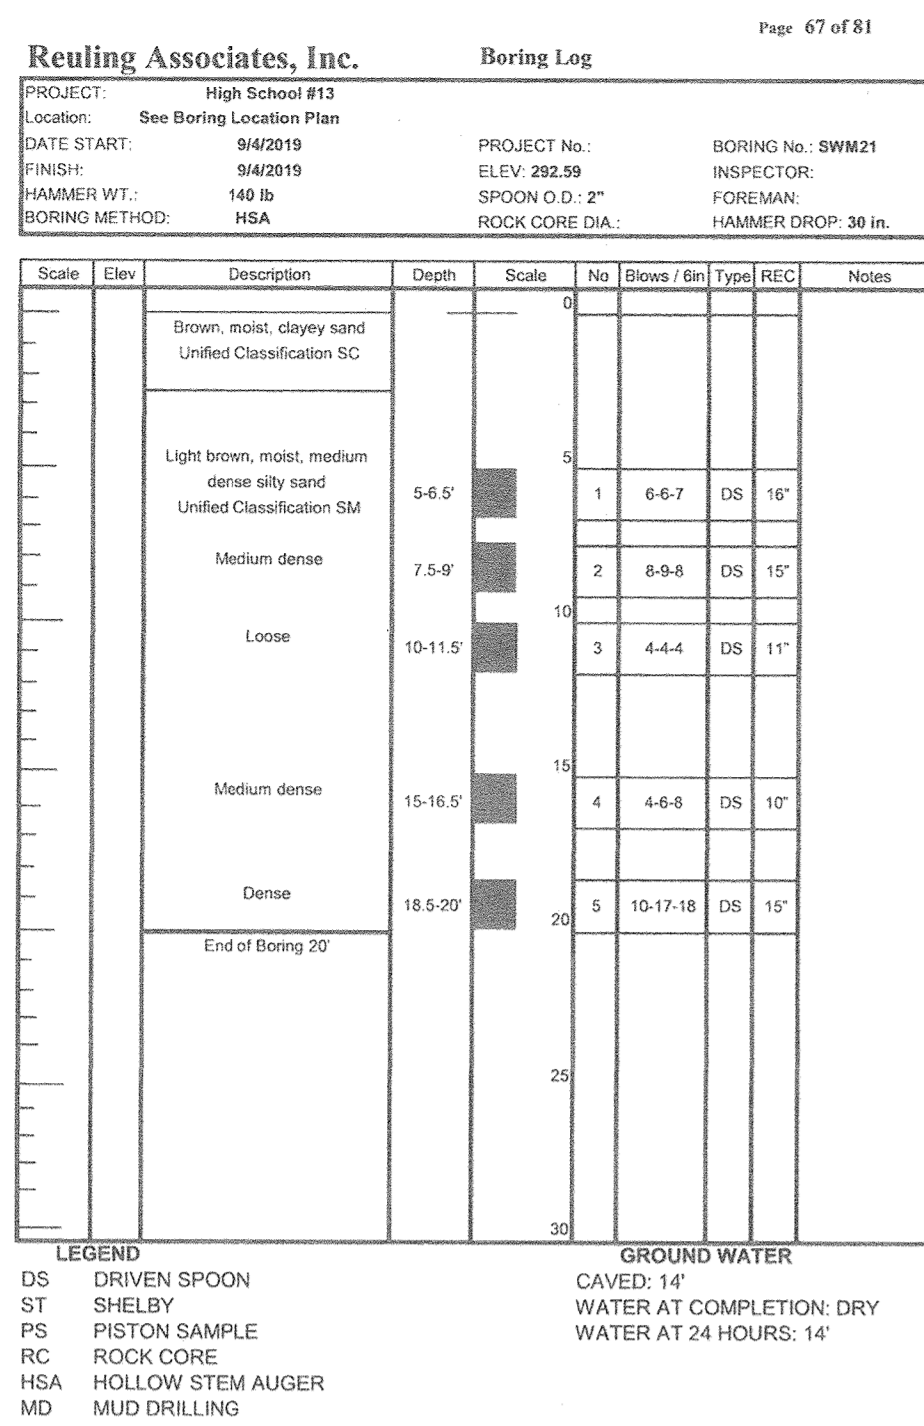 Page 67 of 81
Reuling Associates, Inc. Boring Log
PROJECT: High School #13
Location: See Boring Location Plan
DATE START: 9/4/2019 PROJECT No.: BORING No.: SWM21
FINISH: 9/4/2019 ELEV: 292.59 INSPECTOR:
HAMMER WT.: 140 lb SPOON O.D.: 2" FOREMAN:
BORING METHOD: HSA ROCK CORE DIA.: HAMMER DROP: 30 in.
Scale Elev Description Depth Scale No Blows / 6in Type REC Notes
0
Brown, moist, clayey sand
Unified Classification SC
Light brown, moist, medium 5
dense silty sand
5-6.5' 1 6-6-7 DS 16"
Unified Classification SM
Medium dense
7.5-9' 2 8-9-8 DS 15"
10
Loose
10-11.5' 3 4-4-4 DS 11"
15
Medium dense
15-16.5' 4 4-6-8 DS 10"
Dense
18.5-20' 5 10-17-18 DS 15"
20
End of Boring 20'
25
30
LEGEND GROUND WATER
DS DRIVEN SPOON CAVED: 14'
ST SHELBY WATER AT COMPLETION: DRY
PS PISTON SAMPLE WATER AT 24 HOURS: 14'
RC ROCK CORE
HSA HOLLOW STEM AUGER
MD MUD DRILLING